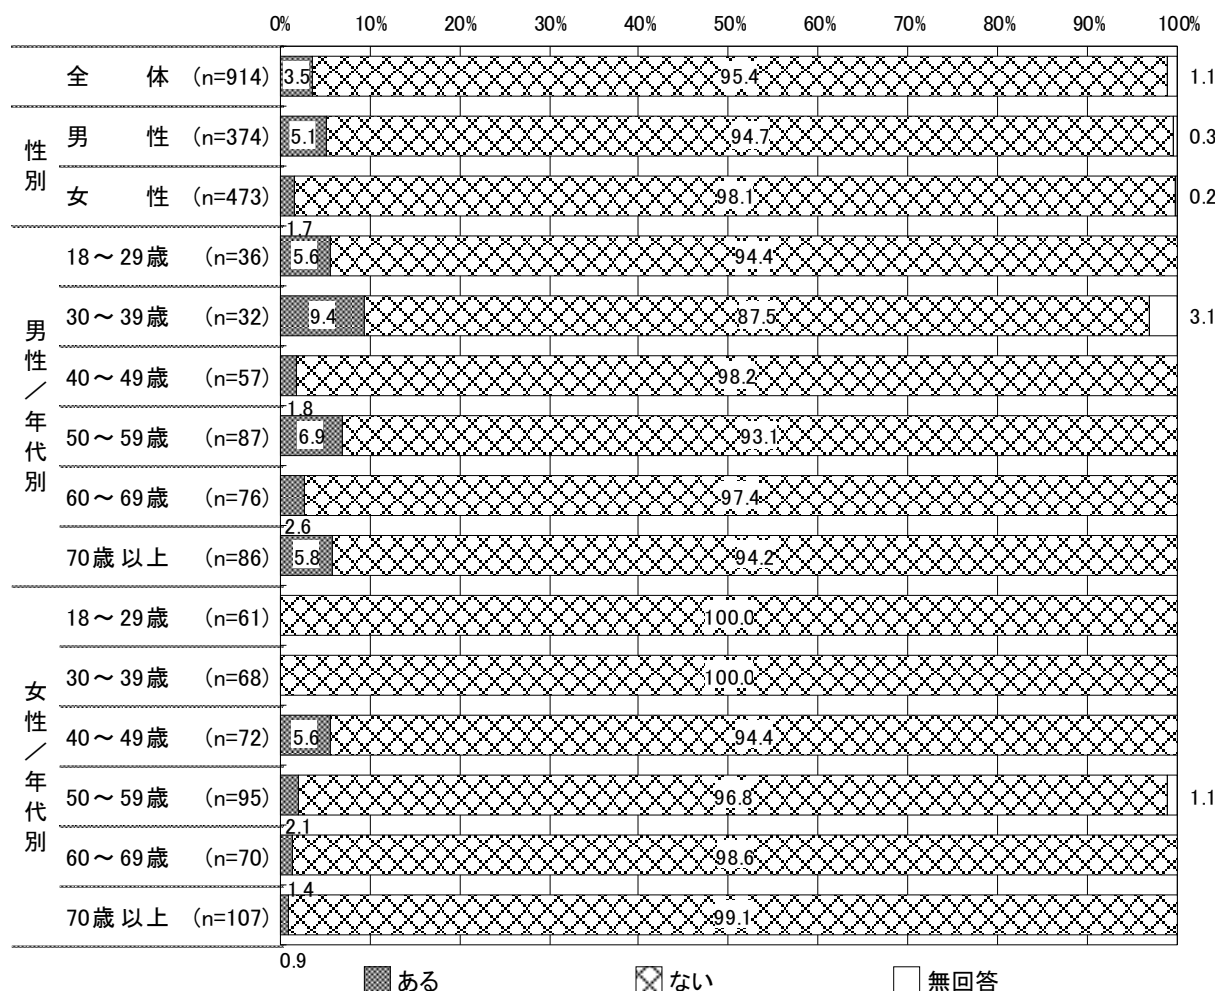 0% 10% 20% 30% 40% 50% 60% 70% 80% 90% 100%
全 体 (n=914) 3.5 95.4 1.1
性別
男 性 (n=374) 5.1 94.7 0.3
女 性 (n=473) 1.7 98.1 0.2
男性／年代別
18～29歳 (n=36) 5.6 94.4
30～39歳 (n=32) 9.4 87.5 3.1
40～49歳 (n=57) 1.8 98.2
50～59歳 (n=87) 6.9 93.1
60～69歳 (n=76) 2.6 97.4
70歳以上 (n=86) 5.8 94.2
女性／年代別
18～29歳 (n=61) 100.0
30～39歳 (n=68) 100.0
40～49歳 (n=72) 5.6 94.4
50～59歳 (n=95) 2.1 96.8 1.1
60～69歳 (n=70) 1.4 98.6
70歳以上 (n=107) 0.9 99.1
ある ない 無回答